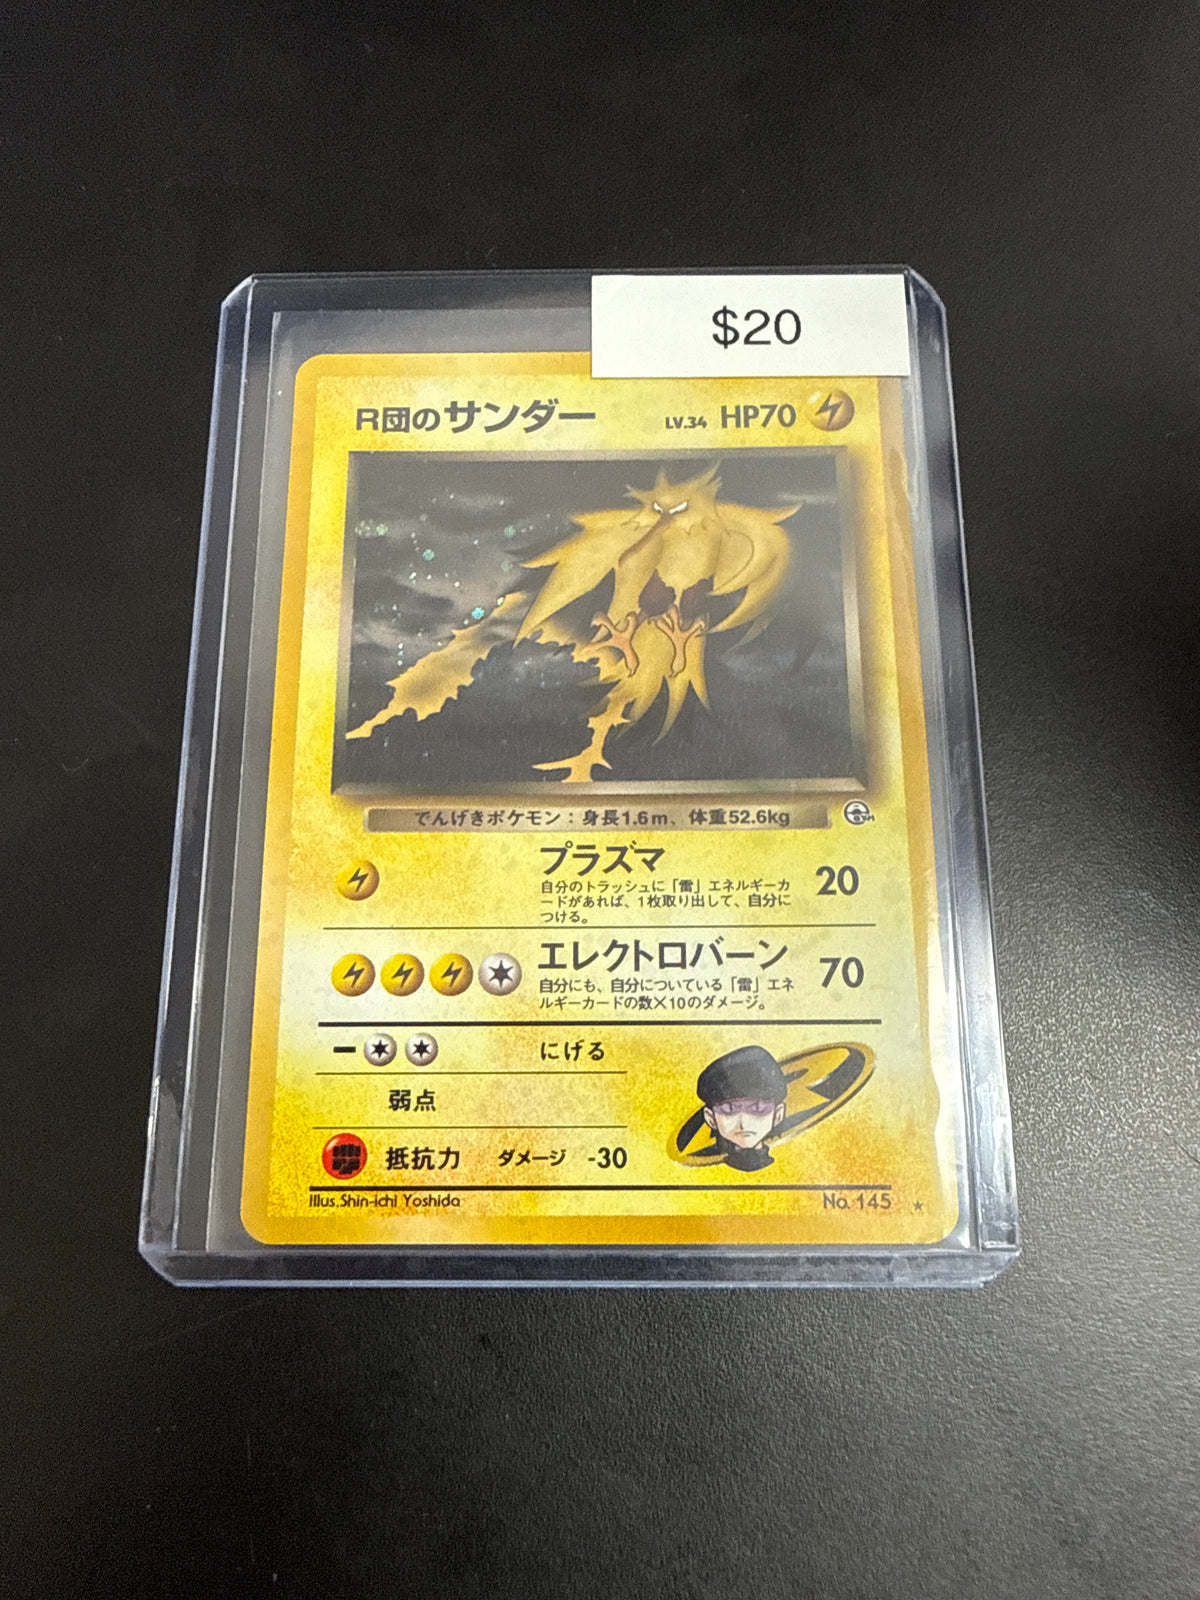 $20
R団のサンダー LV.34 HP70
でんげきポケモン：身長1.6m、体重52.6kg
プラズマ 20
自分のトラッシュに「雷」エネルギーカ
ードがあれば、1枚取り出して、自分に
つける。
エレクトロバーン 70
自分にも、自分についている「雷」エネ
ルギーカードの数×10のダメージ。
にげる
弱点
抵抗力 ダメージ -30
Illus.Shin-ichi Yoshida No. 145 ★